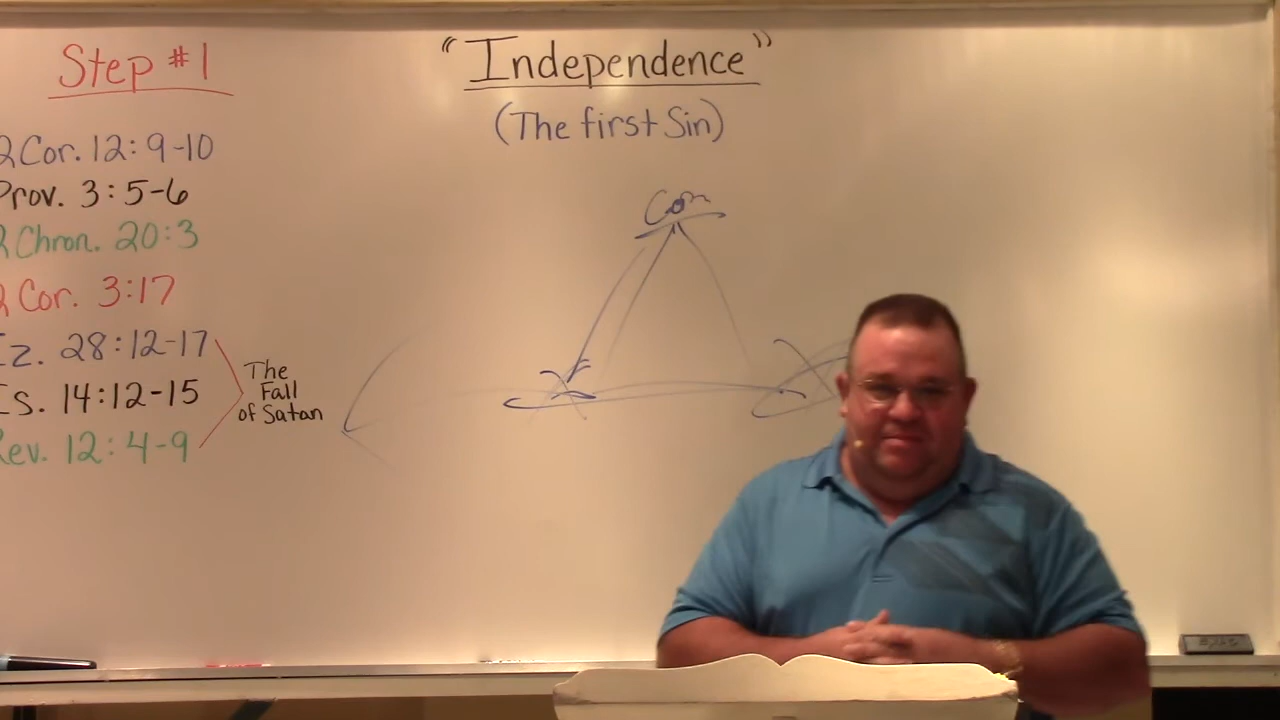 Step #1
2 Cor. 12:9-10
Prov. 3:5-6
2 Chron. 20:3
2 Cor. 3:17
Ez. 28:12-17
Is. 14:12-15
Rev. 12:4-9
The
Fall
of Satan
"Independence"
(The first Sin)